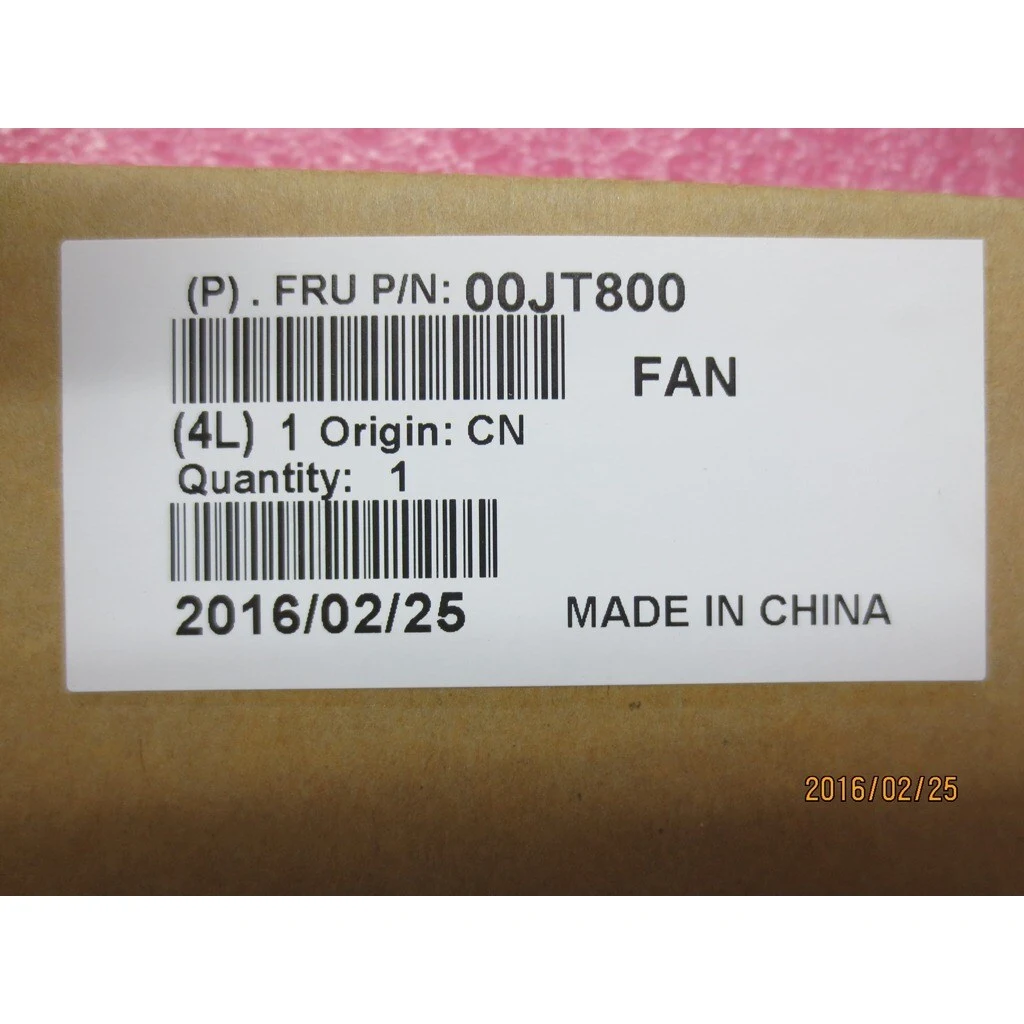 (P) . FRU P/N: 00JT800
FAN
(4L) 1 Origin: CN
Quantity: 1
2016/02/25
MADE IN CHINA
2016/02/25